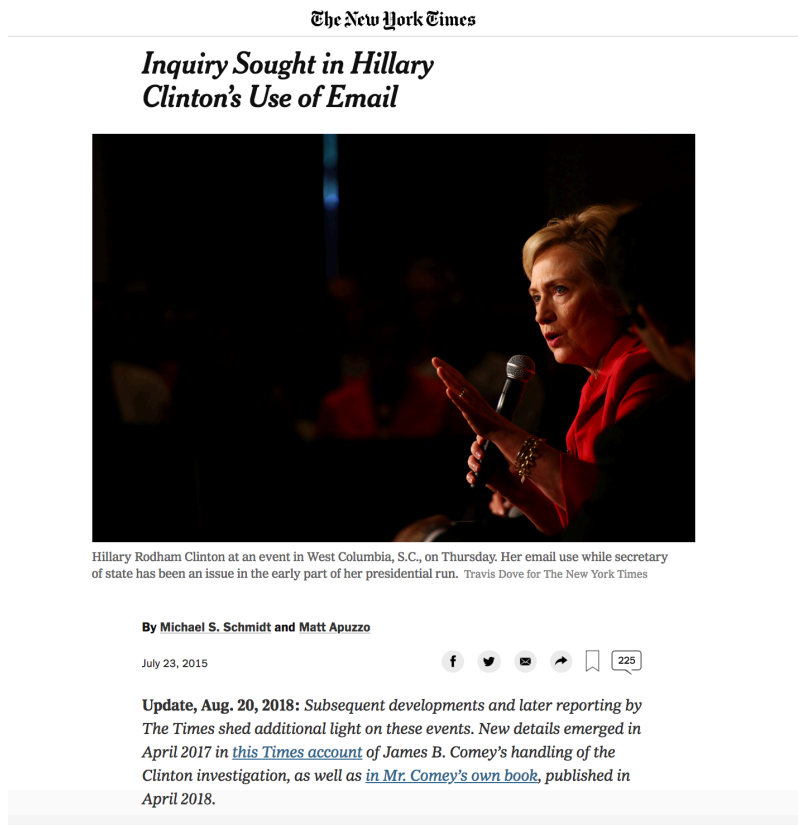 The New York Times
Inquiry Sought in Hillary
Clinton’s Use of Email
Hillary Rodham Clinton at an event in West Columbia, S.C., on Thursday. Her email use while secretary
of state has been an issue in the early part of her presidential run. Travis Dove for The New York Times
By Michael S. Schmidt and Matt Apuzzo
July 23, 2015
225
Update, Aug. 20, 2018: Subsequent developments and later reporting by
The Times shed additional light on these events. New details emerged in
April 2017 in this Times account of James B. Comey’s handling of the
Clinton investigation, as well as in Mr. Comey’s own book, published in
April 2018.